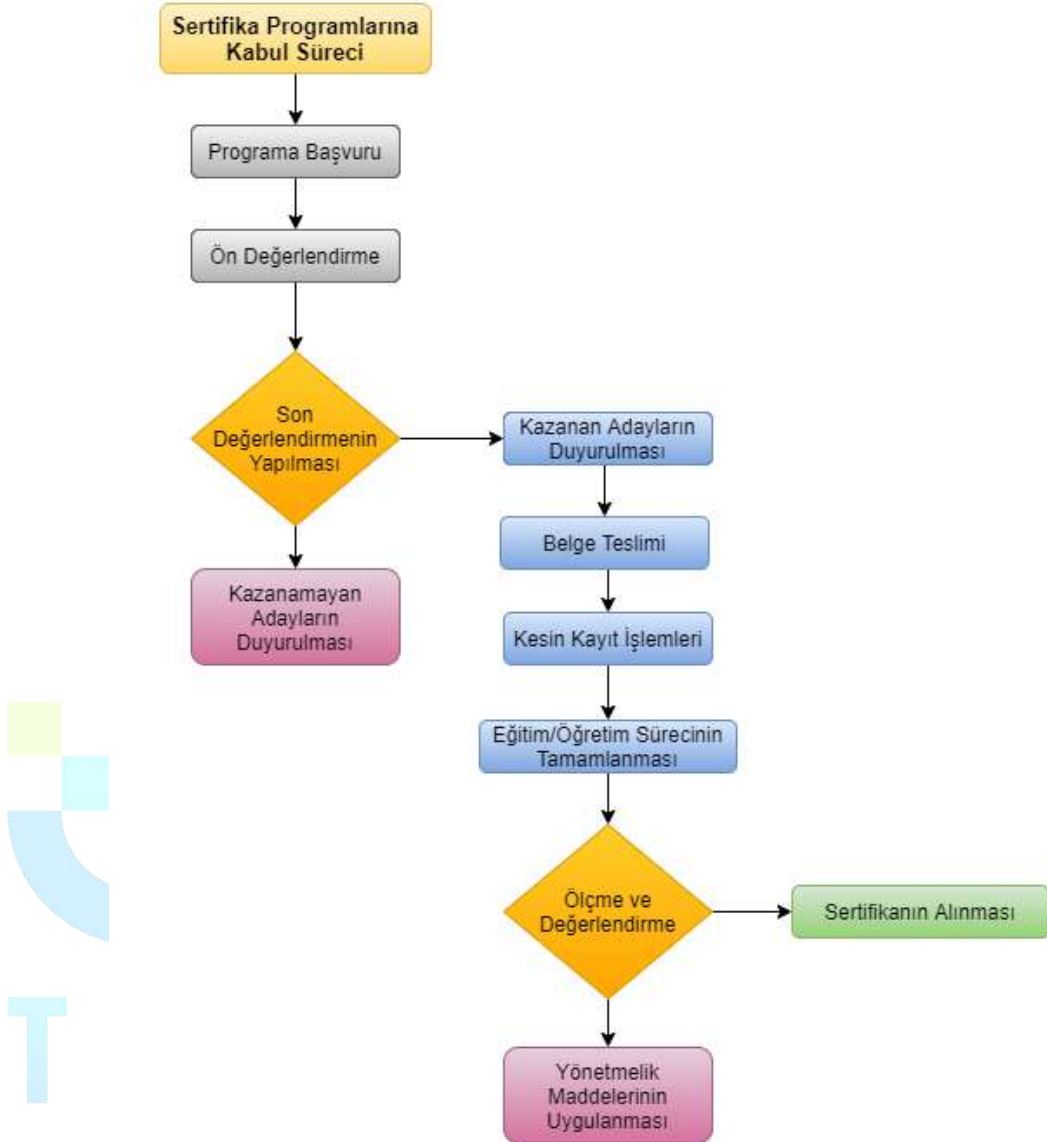 Sertifika Programlarına
Kabul Süreci
Programa Başvuru
Ön Değerlendirme
Son
Değerlendirmenin
Yapılması
Kazanan Adayların
Duyurulması
Belge Teslimi
Kazanamayan
Adayların
Duyurulması
Kesin Kayıt İşlemleri
Eğitim/Öğretim Sürecinin
Tamamlanması
Ölçme ve
Değerlendirme
Sertifikanın Alınması
Yönetmelik
Maddelerinin
Uygulanması
T